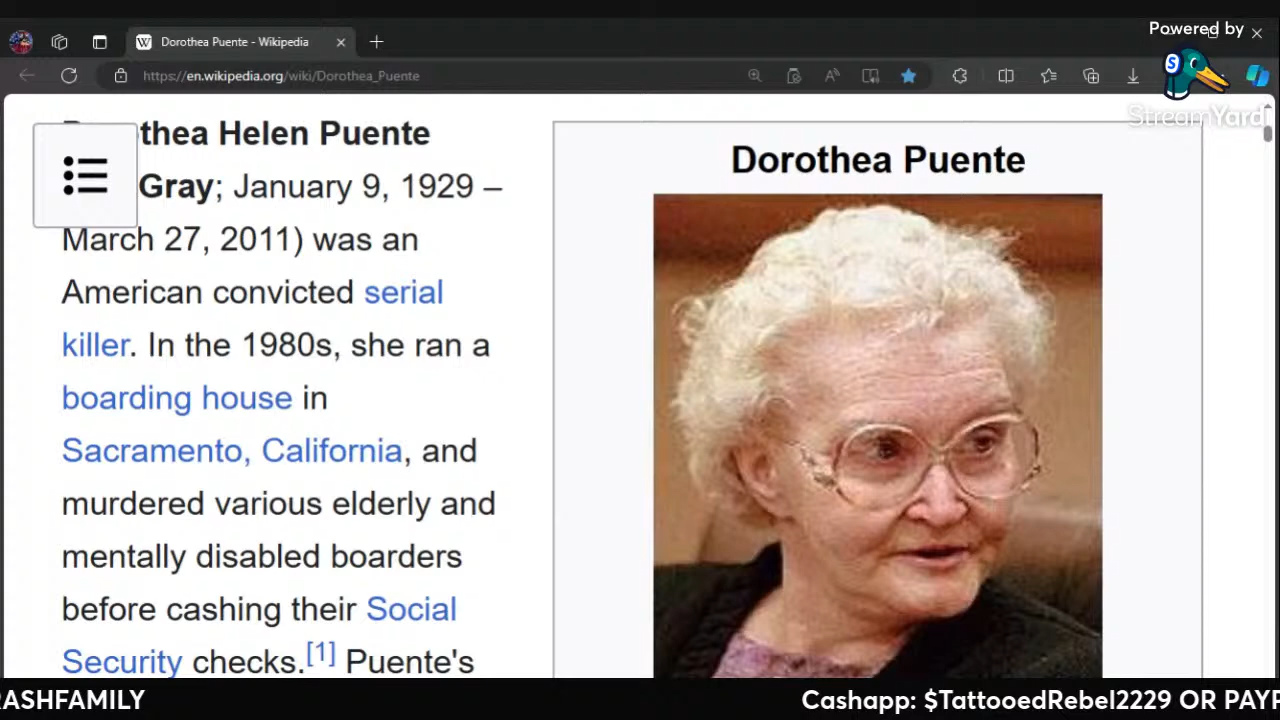 Dorothea Puente - Wikipedia
Powered by
https://en.wikipedia.org/wiki/Dorothea_Puente
StreamYard
thea Helen Puente
Gray; January 9, 1929 –
March 27, 2011) was an
American convicted serial
killer. In the 1980s, she ran a
boarding house in
Sacramento, California, and
murdered various elderly and
mentally disabled boarders
before cashing their Social
Security checks.[1] Puente's
Dorothea Puente
RASHFAMILY
Cashapp: $TattooedRebel2229 OR PAYP